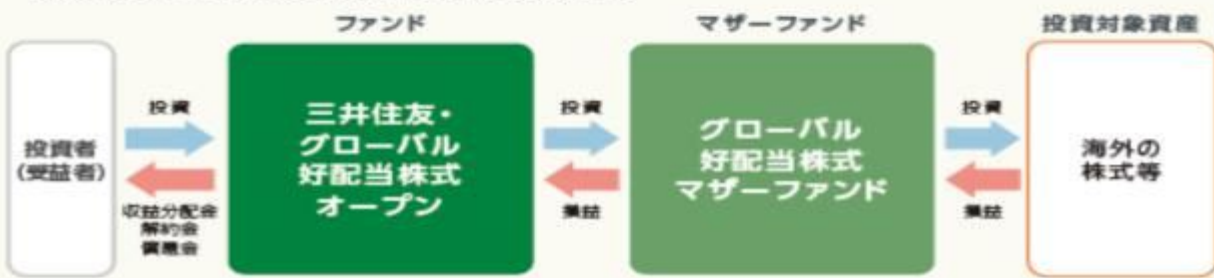 ファンド
マザーファンド
投資対象資産
投資者
(受益者)
投資
収益分配金
解約金
償還金
三井住友・
グローバル
好配当株式
オープン
投資
損益
グローバル
好配当株式
マザーファンド
投資
損益
海外の
株式等